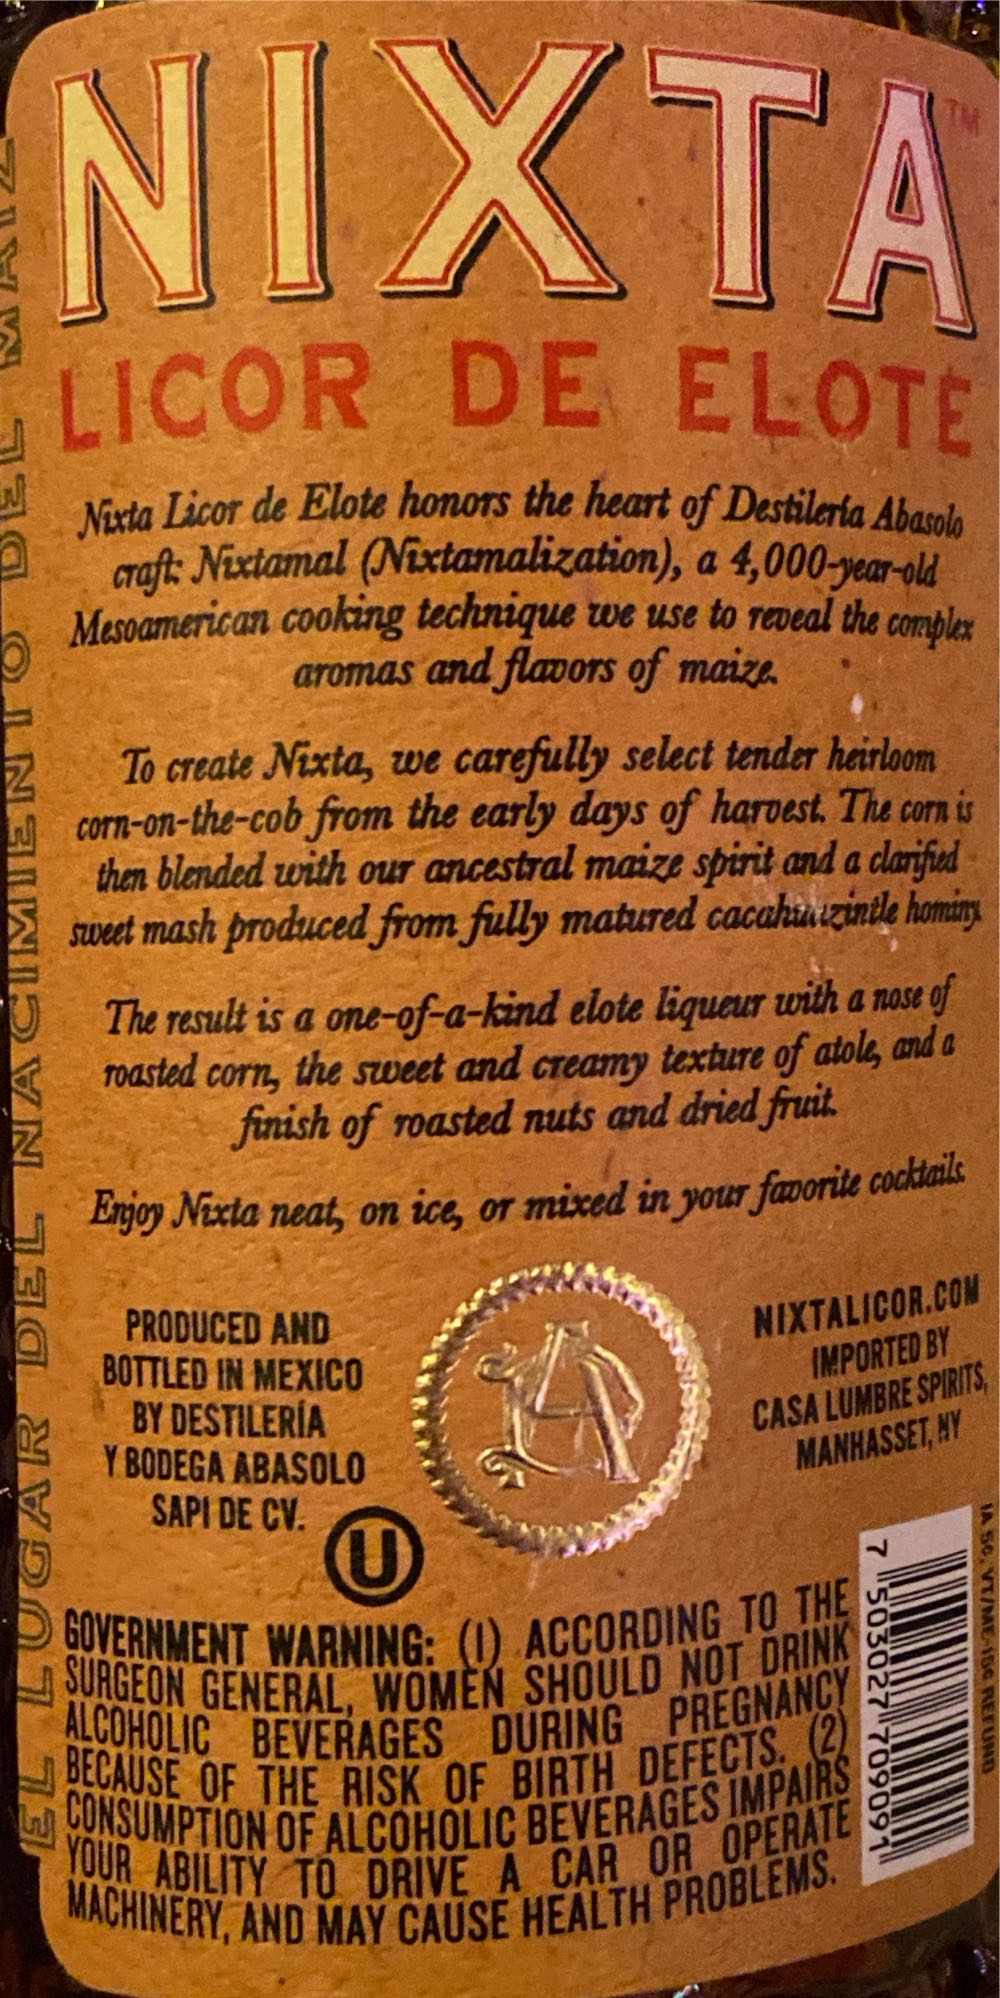 NIXTA™
LICOR DE ELOTE
Nixta Licor de Elote honors the heart of Destilería Abasolo
craft: Nixtamal (Nixtamalization), a 4,000-year-old
Mesoamerican cooking technique we use to reveal the complex
aromas and flavors of maize.
To create Nixta, we carefully select tender heirloom
corn-on-the-cob from the early days of harvest. The corn is
then blended with our ancestral maize spirit and a clarified
sweet mash produced from fully matured cacahuazintle hominy.
The result is a one-of-a-kind elote liqueur with a nose of
roasted corn, the sweet and creamy texture of atole, and a
finish of roasted nuts and dried fruit.
Enjoy Nixta neat, on ice, or mixed in your favorite cocktails.
PRODUCED AND
BOTTLED IN MEXICO
BY DESTILERÍA
Y BODEGA ABASOLO
SAPI DE CV.
U
NIXTALICOR.COM
IMPORTED BY
CASA LUMBRE SPIRITS,
MANHASSET, NY
GOVERNMENT WARNING: (1) ACCORDING TO THE
SURGEON GENERAL, WOMEN SHOULD NOT DRINK
ALCOHOLIC BEVERAGES DURING PREGNANCY
BECAUSE OF THE RISK OF BIRTH DEFECTS. (2)
CONSUMPTION OF ALCOHOLIC BEVERAGES IMPAIRS
YOUR ABILITY TO DRIVE A CAR OR OPERATE
MACHINERY, AND MAY CAUSE HEALTH PROBLEMS.
7 503027 709091
IA 5¢, VT/ME-15¢ REFUND
EL LUGAR DEL NACIMIENTO DEL MAÍZ